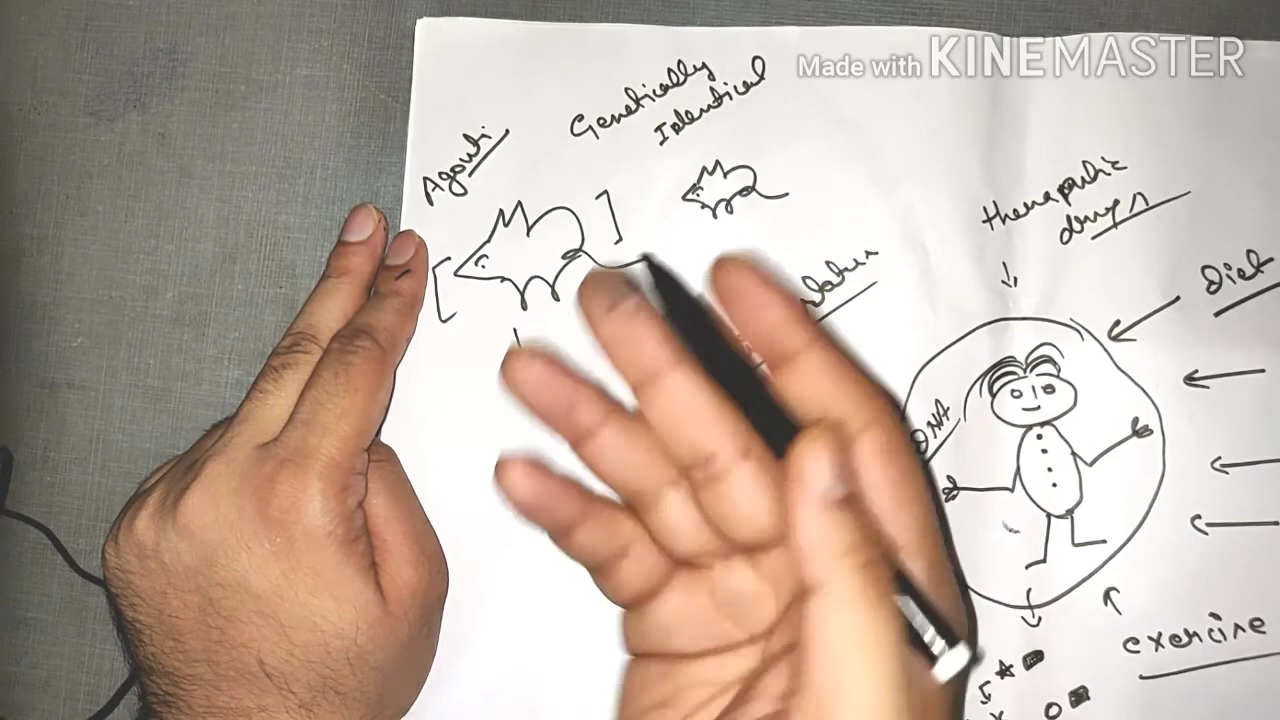 Made with KINEMASTER
Genetically
Identical
Agouti
therapeutic
drugs
Diet
DNA
exercise